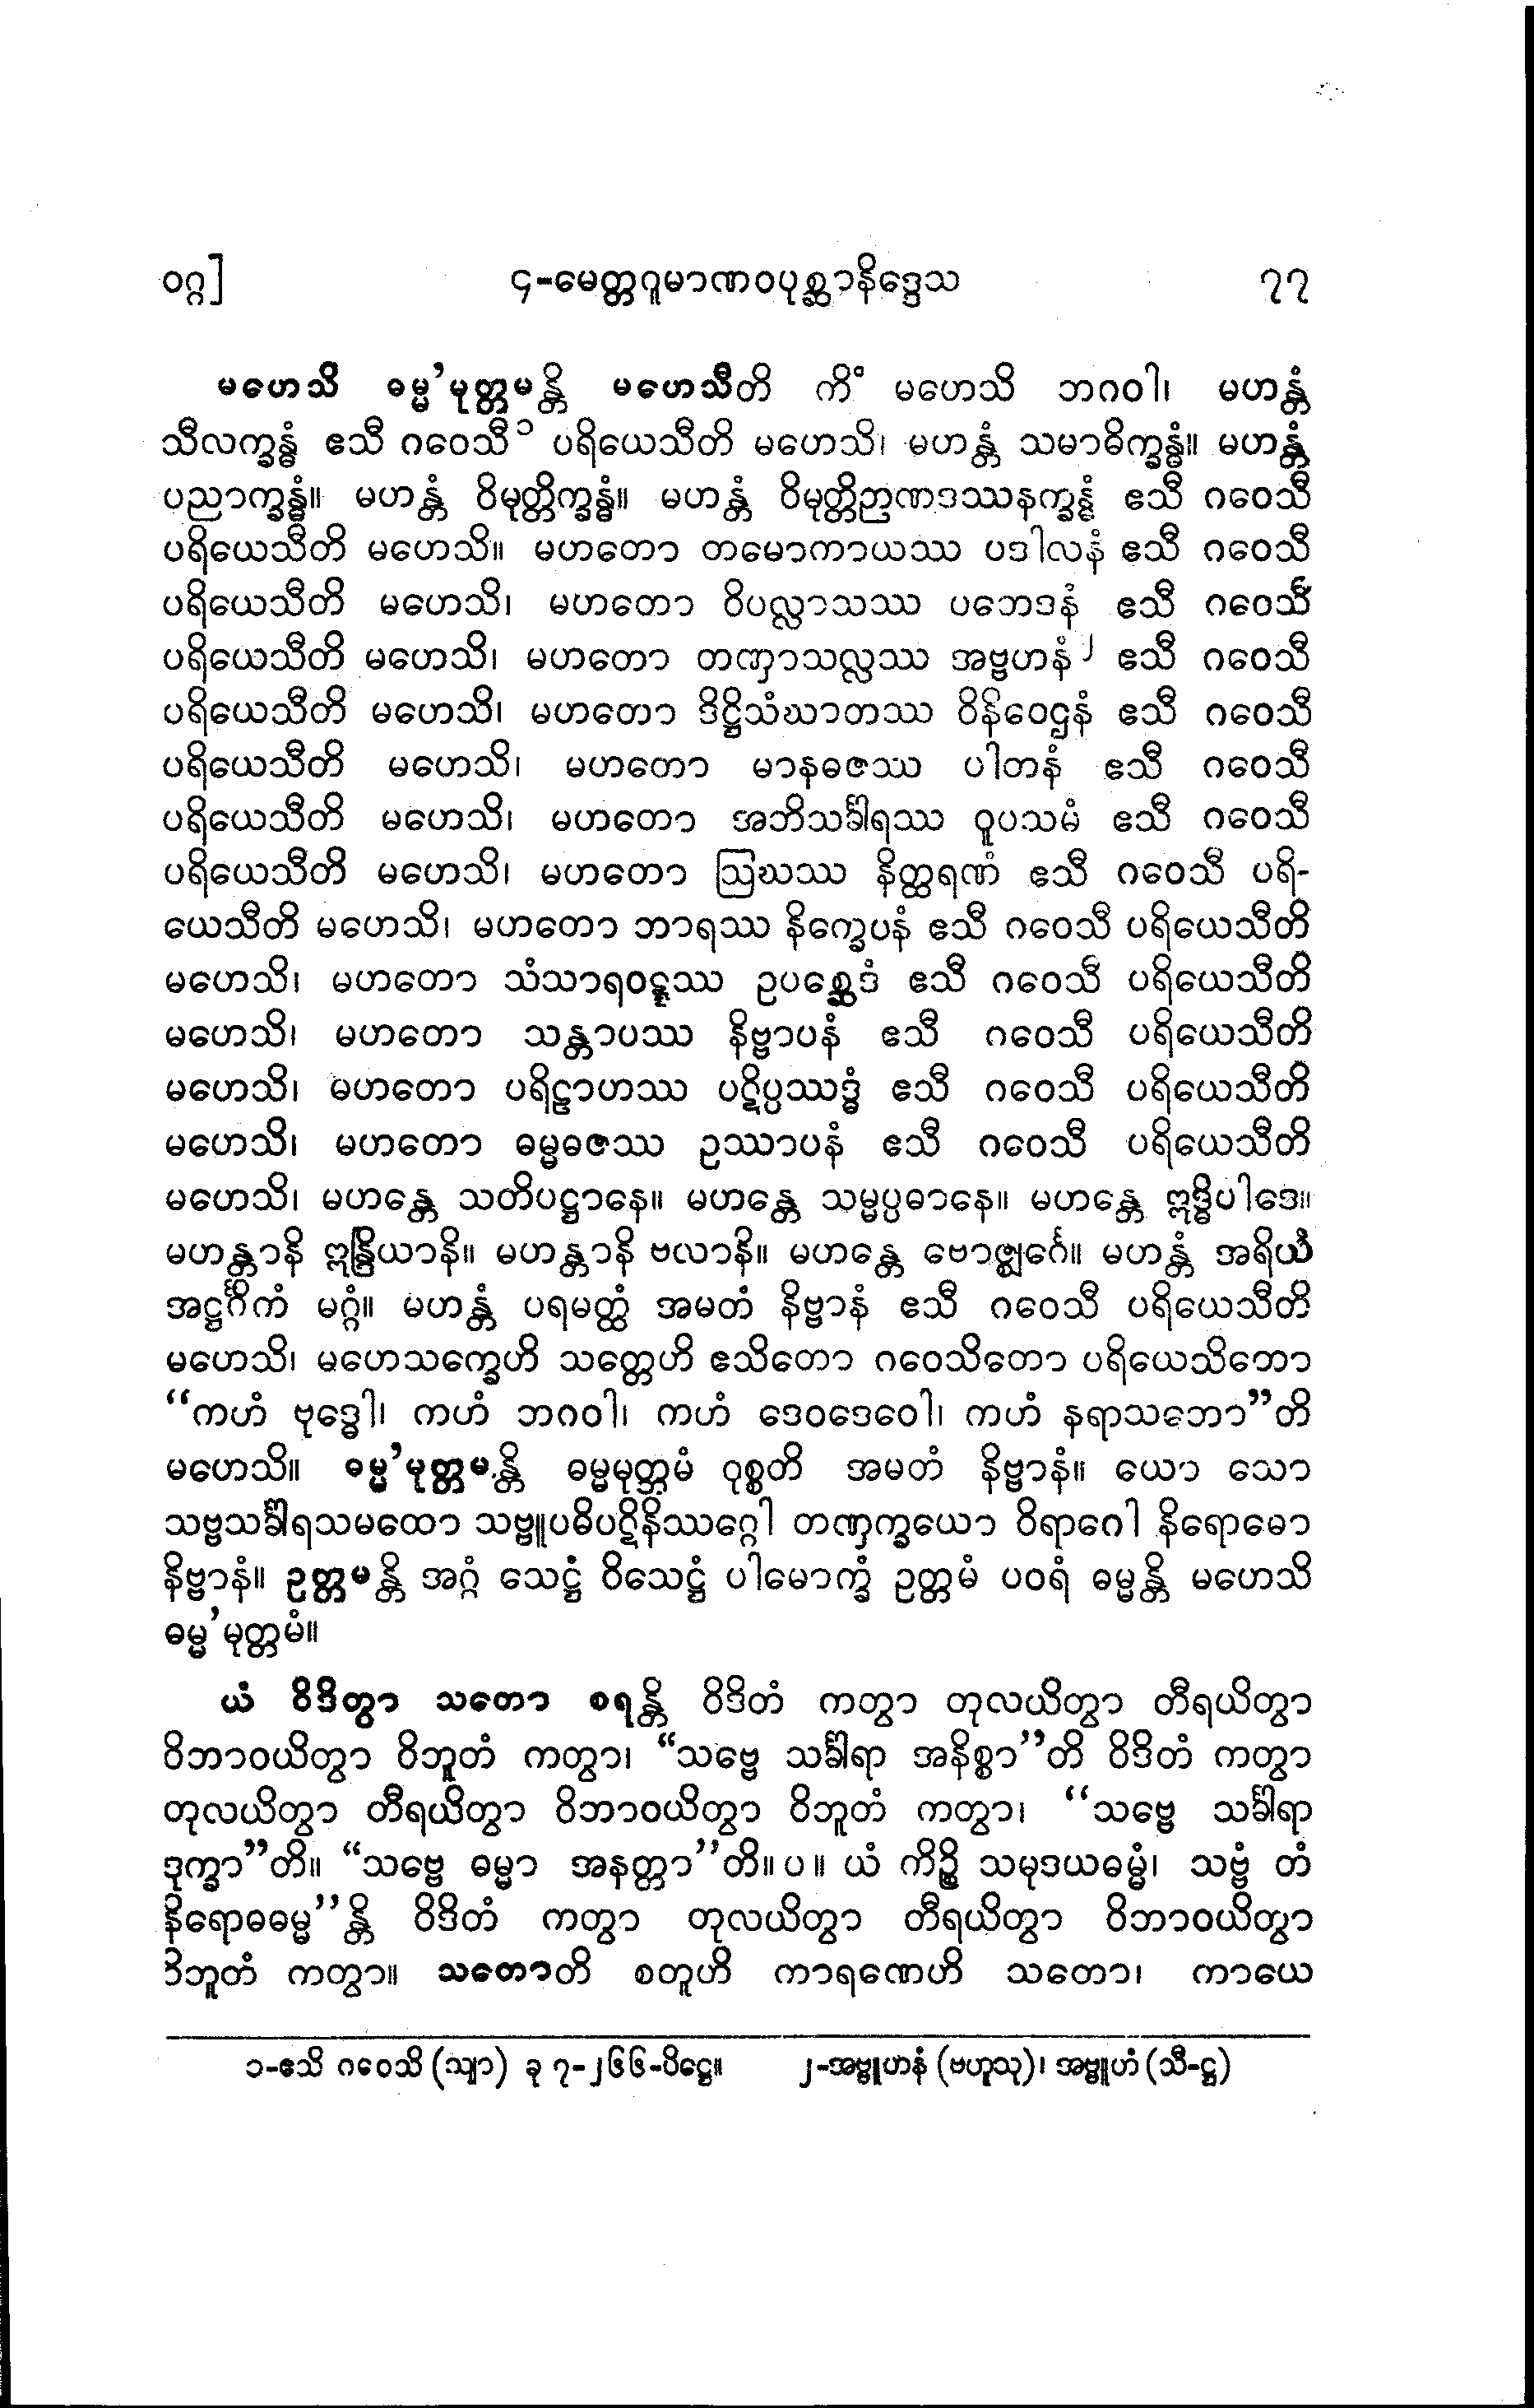 ဝဂ္ဂ] ၄-မေတ္တဂူမာဏဝပုစ္ဆာနိဒ္ဒေသ ၇၇
မဟေသိ ဓမ္မ’မုတ္တမန္တိ မဟေသီတိ ကိံ မဟေသိ ဘဂဝါ၊ မဟန္တံ
သီလက္ခန္ဓံ ဧသီ ဂဝေသီ၁ ပရိယေသီတိ မဟေသိ၊ မဟန္တံ သမာဓိက္ခန္ဓံ။ မဟန္တံ
ပညာက္ခန္ဓံ။ မဟန္တံ ဝိမုတ္တိက္ခန္ဓံ။ မဟန္တံ ဝိမုတ္တိဉာဏဒဿနက္ခန္ဓံ ဧသီ ဂဝေသီ
ပရိယေသီတိ မဟေသိ။ မဟတော တမောကာယဿ ပဒါလနံ ဧသီ ဂဝေသီ
ပရိယေသီတိ မဟေသိ၊ မဟတော ဝိပလ္လာသဿ ပဘေဒနံ ဧသီ ဂဝေသီ
ပရိယေသီတိ မဟေသိ၊ မဟတော တဏှာသလ္လဿ အဗ္ဗဟနံ၂ ဧသီ ဂဝေသီ
ပရိယေသီတိ မဟေသိ၊ မဟတော ဒိဋ္ဌိသံဃာတဿ ဝိနိဝေဌနံ ဧသီ ဂဝေသီ
ပရိယေသီတိ မဟေသိ၊ မဟတော မာနဓဇဿ ပါတနံ ဧသီ ဂဝေသီ
ပရိယေသီတိ မဟေသိ၊ မဟတော အဘိသင်္ခါရဿ ဝူပသမံ ဧသီ ဂဝေသီ
ပရိယေသီတိ မဟေသိ၊ မဟတော ဩဃဿ နိတ္ထရဏံ ဧသီ ဂဝေသီ ပရိ-
ယေသီတိ မဟေသိ၊ မဟတော ဘာရဿ နိက္ခေပနံ ဧသီ ဂဝေသီ ပရိယေသီတိ
မဟေသိ၊ မဟတော သံသာရဝဋ္ဋဿ ဥပစ္ဆေဒံ ဧသီ ဂဝေသီ ပရိယေသီတိ
မဟေသိ၊ မဟတော သန္တာပဿ နိဗ္ဗာပနံ ဧသီ ဂဝေသီ ပရိယေသီတိ
မဟေသိ၊ မဟတော ပရိဠာဟဿ ပဋိပ္ပဿဒ္ဓံ ဧသီ ဂဝေသီ ပရိယေသီတိ
မဟေသိ၊ မဟတော ဓမ္မဓဇဿ ဥဿာပနံ ဧသီ ဂဝေသီ ပရိယေသီတိ
မဟေသိ၊ မဟန္တေ သတိပဋ္ဌာနေ။ မဟန္တေ သမ္မပ္ပဓာနေ။ မဟန္တေ ဣဒ္ဓိပါဒေ။
မဟန္တာနိ ဣန္ဒြိယာနိ။ မဟန္တာနိ ဗလာနိ။ မဟန္တေ ဗောဇ္ဈင်္ဂေ။ မဟန္တံ အရိယံ
အဋ္ဌင်္ဂိကံ မဂ္ဂံ။ မဟန္တံ ပရမတ္ထံ အမတံ နိဗ္ဗာနံ ဧသီ ဂဝေသီ ပရိယေသီတိ
မဟေသိ၊ မဟေသက္ခေဟိ သတ္တေဟိ ဧသိတော ဂဝေသိတော ပရိယေသိတော
“ကဟံ ဗုဒ္ဓေါ၊ ကဟံ ဘဂဝါ၊ ကဟံ ဒေဝဒေဝေါ၊ ကဟံ နရာသဘော”တိ
မဟေသိ။ ဓမ္မ’မုတ္တမန္တိ ဓမ္မမုတ္တမံ ဝုစ္စတိ အမတံ နိဗ္ဗာနံ။ ယော သော
သဗ္ဗသင်္ခါရသမထော သဗ္ဗူပဓိပဋိနိဿဂ္ဂေါ တဏှက္ခယော ဝိရာဂေါ နိရောဓော
နိဗ္ဗာနံ။ ဥတ္တမန္တိ အဂ္ဂံ သေဋ္ဌံ ဝိသေဋ္ဌံ ပါမောက္ခံ ဥတ္တမံ ပဝရံ ဓမ္မန္တိ မဟေသိ
ဓမ္မ’မုတ္တမံ။
ယံ ဝိဒိတွာ သတော စရန္တိ ဝိဒိတံ ကတွာ တုလယိတွာ တီရယိတွာ
ဝိဘာဝယိတွာ ဝိဘူတံ ကတွာ၊ “သဗ္ဗေ သင်္ခါရာ အနိစ္စာ”တိ ဝိဒိတံ ကတွာ
တုလယိတွာ တီရယိတွာ ဝိဘာဝယိတွာ ဝိဘူတံ ကတွာ၊ “သဗ္ဗေ သင်္ခါရာ
ဒုက္ခာ”တိ။ “သဗ္ဗေ ဓမ္မာ အနတ္တာ”တိ။ပ။ ယံ ကိဉ္စိ သမုဒယဓမ္မံ၊ သဗ္ဗံ တံ
နိရောဓဓမ္မ”န္တိ ဝိဒိတံ ကတွာ တုလယိတွာ တီရယိတွာ ဝိဘာဝယိတွာ
ဝိဘူတံ ကတွာ။ သတောတိ စတူဟိ ကာရဏေဟိ သတော၊ ကာယေ
၁-ဧသိ ဂဝေသိ (သျာ) ခု ၇-၂၆၆-ပိဋ္ဌေ။ ၂-အဗ္ဗူဟနံ (ဗဟူသု)၊ အဗ္ဗူဟံ (သီ-ဋ္ဌ)